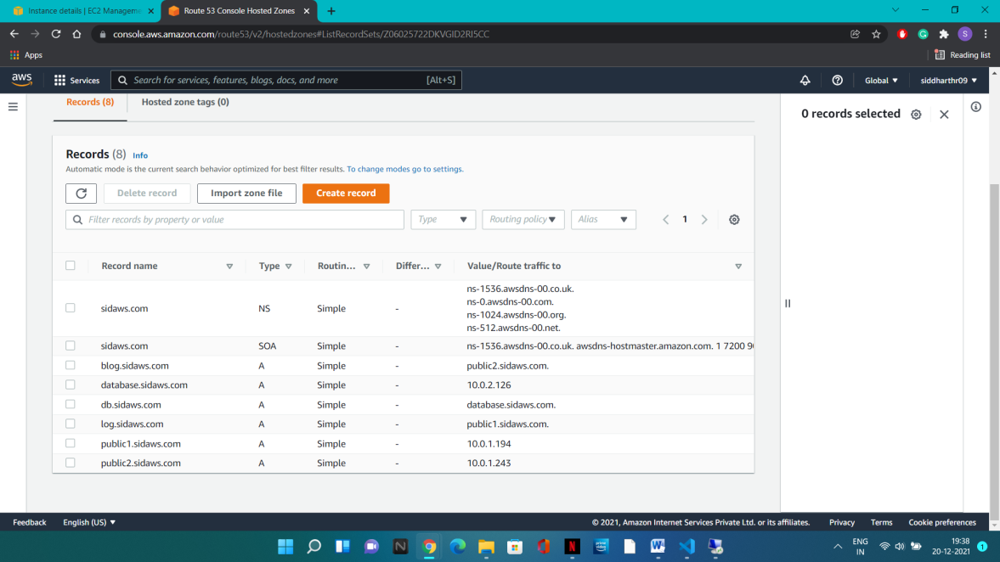 Instance details | EC2 Manageme
Route 53 Console Hosted Zones
console.aws.amazon.com/route53/v2/hostedzones#ListRecordSets/Z06025722DKVGID2RI5CC
S
Apps
Reading list
aws
Services
Search for services, features, blogs, docs, and more
[Alt+S]
Global
siddharthr09
Records (8)
Hosted zone tags (0)
0 records selected
Records (8) Info
Automatic mode is the current search behavior optimized for best filter results. To change modes go to settings.
Delete record
Import zone file
Create record
Filter records by property or value
Type
Routing policy
Alias
1
Record name Type Routin... Differ... Value/Route traffic to
ns-1536.awsdns-00.co.uk.
ns-0.awsdns-00.com.
sidaws.com NS Simple -
ns-1024.awsdns-00.org.
ns-512.awsdns-00.net.
sidaws.com SOA Simple - ns-1536.awsdns-00.co.uk. awsdns-hostmaster.amazon.com. 1 7200 90
blog.sidaws.com A Simple - public2.sidaws.com.
database.sidaws.com A Simple - 10.0.2.126
db.sidaws.com A Simple - database.sidaws.com.
log.sidaws.com A Simple - public1.sidaws.com.
public1.sidaws.com A Simple - 10.0.1.194
public2.sidaws.com A Simple - 10.0.1.243
Feedback
English (US)
© 2021, Amazon Internet Services Private Ltd. or its affiliates.
Privacy
Terms
Cookie preferences
ENG
IN
19:38
20-12-2021
1